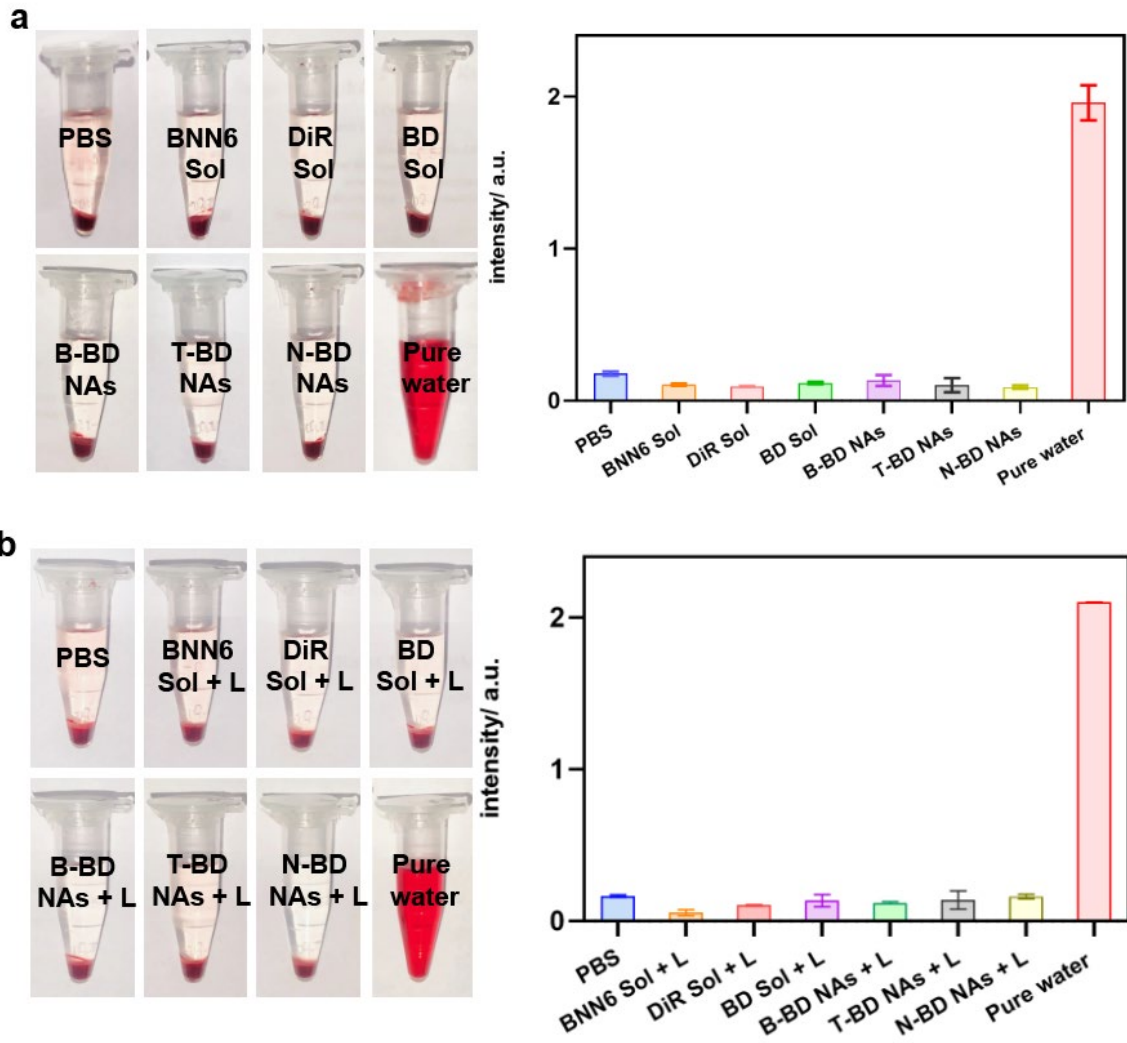 a
PBS
BNN6
Sol
DiR
Sol
BD
Sol
B-BD
NAs
T-BD
NAs
N-BD
NAs
Pure
water
intensity/ a.u.
2
1
0
PBS
BNN6 Sol
DiR Sol
BD Sol
B-BD NAs
T-BD NAs
N-BD NAs
Pure water
b
PBS
BNN6
Sol + L
DiR
Sol + L
BD
Sol + L
B-BD
NAs + L
T-BD
NAs + L
N-BD
NAs + L
Pure
water
intensity/ a.u.
2
1
0
PBS
BNN6 Sol + L
DiR Sol + L
BD Sol + L
B-BD NAs + L
T-BD NAs + L
N-BD NAs + L
Pure water